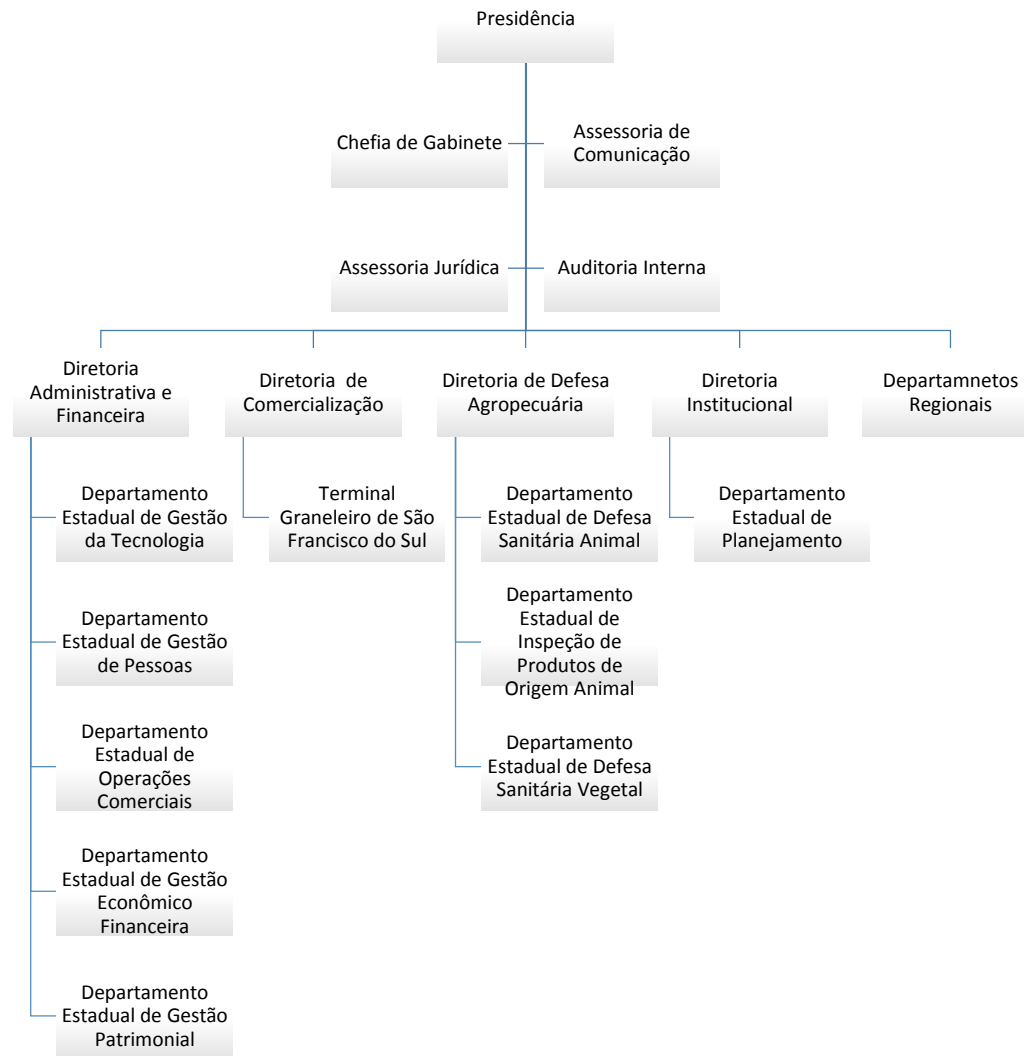 Presidência
Chefia de Gabinete
Assessoria de
Comunicação
Assessoria Jurídica
Auditoria Interna
Diretoria
Administrativa e
Financeira
Departamento
Estadual de Gestão
da Tecnologia
Departamento
Estadual de Gestão
de Pessoas
Departamento
Estadual de
Operações
Comerciais
Departamento
Estadual de Gestão
Econômico
Financeira
Departamento
Estadual de Gestão
Patrimonial
Diretoria de
Comercialização
Terminal
Graneleiro de São
Francisco do Sul
Diretoria de Defesa
Agropecuária
Departamento
Estadual de Defesa
Sanitária Animal
Departamento
Estadual de
Inspeção de
Produtos de
Origem Animal
Departamento
Estadual de Defesa
Sanitária Vegetal
Diretoria
Institucional
Departamento
Estadual de
Planejamento
Departamnetos
Regionais